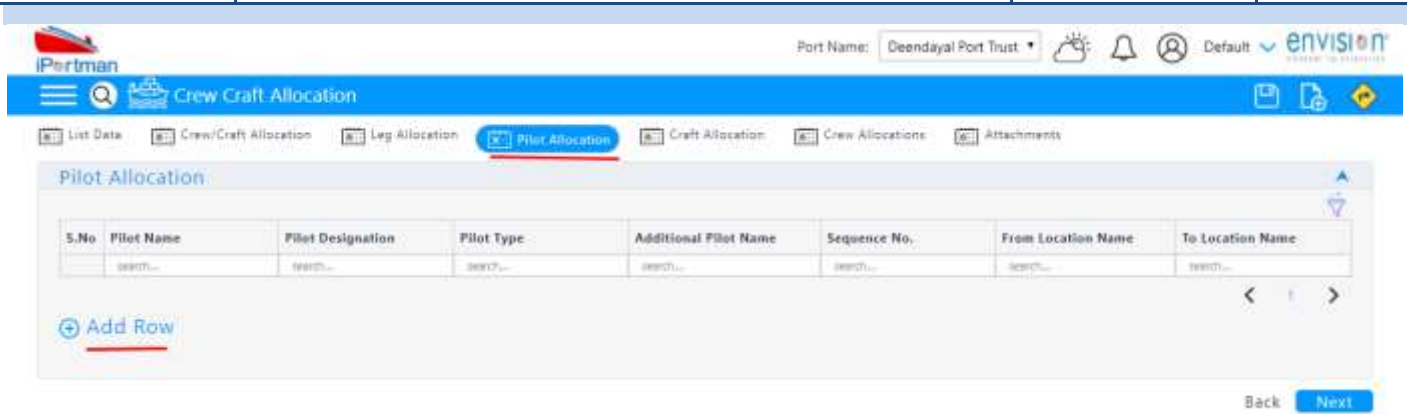 Port Name: Deendayal Port Trust Default envision
iPortman
Crew Craft Allocation
List Data Crew/Craft Allocation Leg Allocation Pilot Allocation Craft Allocation Crew Allocations Attachments
Pilot Allocation
S.No Pilot Name Pilot Designation Pilot Type Additional Pilot Name Sequence No. From Location Name To Location Name
search... search... search... search... search... search... search...
1
Add Row
Back Next